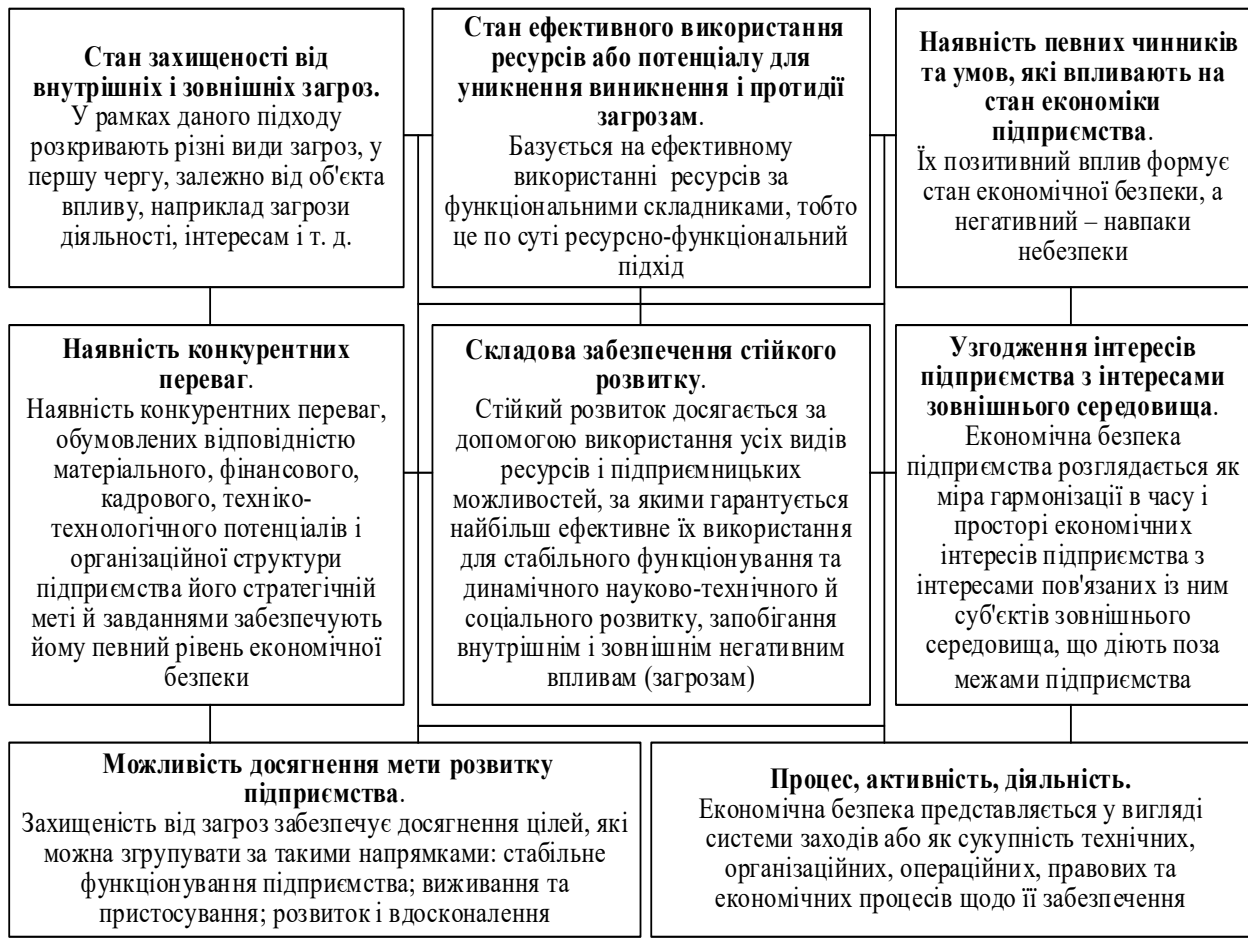 Стан захищеності від
внутрішніх і зовнішніх загроз.
У рамках даного підходу
розкривають різні види загроз, у
першу чергу, залежно від об'єкта
впливу, наприклад загрози
діяльності, інтересам і т. д.
Стан ефективного використання
ресурсів або потенціалу для
уникнення виникнення і протидії
загрозам.
Базується на ефективному
використанні ресурсів за
функціональними складниками, тобто
це по суті ресурсно-функціональний
підхід
Наявність певних чинників
та умов, які впливають на
стан економіки
підприємства.
Їх позитивний вплив формує
стан економічної безпеки, а
негативний – навпаки
небезпеки
Наявність конкурентних
переваг.
Наявність конкурентних переваг,
обумовлених відповідністю
матеріального, фінансового,
кадрового, техніко-
технологічного потенціалів і
організаційної структури
підприємства його стратегічній
меті й завданнями забезпечують
йому певний рівень економічної
безпеки
Складова забезпечення стійкого
розвитку.
Стійкий розвиток досягається за
допомогою використання усіх видів
ресурсів і підприємницьких
можливостей, за якими гарантується
найбільш ефективне їх використання
для стабільного функціонування та
динамічного науково-технічного й
соціального розвитку, запобігання
внутрішнім і зовнішнім негативним
впливам (загрозам)
Узгодження інтересів
підприємства з інтересами
зовнішнього середовища.
Економічна безпека
підприємства розглядається як
міра гармонізації в часу і
просторі економічних
інтересів підприємства з
інтересами пов'язаних із ним
суб'єктів зовнішнього
середовища, що діють поза
межами підприємства
Можливість досягнення мети розвитку
підприємства.
Захищеність від загроз забезпечує досягнення цілей, які
можна згрупувати за такими напрямками: стабільне
функціонування підприємства; виживання та
пристосування; розвиток і вдосконалення
Процес, активність, діяльність.
Економічна безпека представляється у вигляді
системи заходів або як сукупність технічних,
організаційних, операційних, правових та
економічних процесів щодо її забезпечення